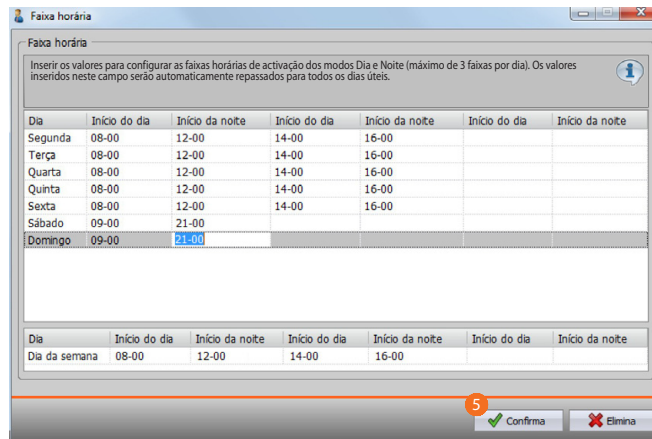 Faixa horária
Faixa horária
Inserir os valores para configurar as faixas horárias de activação dos modos Dia e Noite (máximo de 3 faixas por dia). Os valores
inseridos neste campo serão automaticamente repassados para todos os dias úteis.
Dia Início do dia Início da noite Início do dia Início da noite Início do dia Início da noite
Segunda 08-00 12-00 14-00 16-00
Terça 08-00 12-00 14-00 16-00
Quarta 08-00 12-00 14-00 16-00
Quinta 08-00 12-00 14-00 16-00
Sexta 08-00 12-00 14-00 16-00
Sábado 09-00 21-00
Domingo 09-00 21-00
Dia Início do dia Início da noite Início do dia Início da noite Início do dia Início da noite
Dia da semana 08-00 12-00 14-00 16-00
5
Confirma Elimina